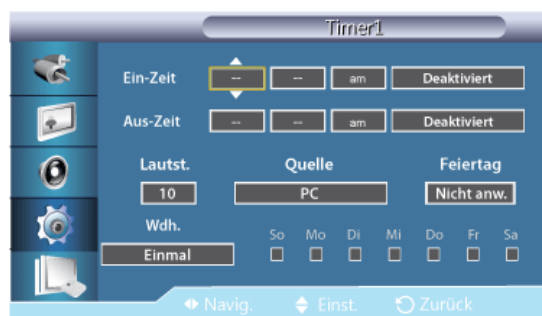 Timer1
Ein-Zeit -- -- am Deaktiviert
Aus-Zeit -- -- am Deaktiviert
Lautst. Quelle Feiertag
10 PC Nicht anw.
Wdh. So Mo Di Mi Do Fr Sa
Einmal
Navig. Einst. Zurück